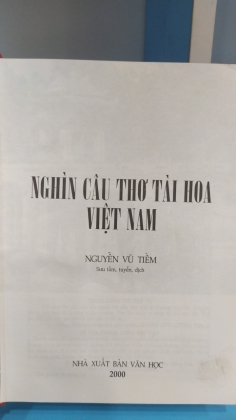 NGHÌN CÂU THƠ TÀI HOA
VIỆT NAM
NGUYỄN VŨ TIỀM
Sưu tầm, tuyển, dịch
NHÀ XUẤT BẢN VĂN HỌC
2000